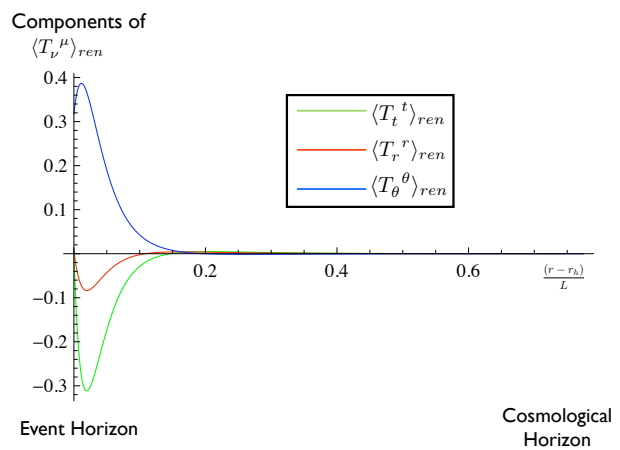 Components of
⟨T_ν^μ⟩_ren
0.4
0.3
0.2
0.1
−0.1
−0.2
−0.3
⟨T_t^t⟩_ren
⟨T_r^r⟩_ren
⟨T_θ^θ⟩_ren
0.2 0.4 0.6
(r − r_h)/L
Event Horizon
Cosmological
Horizon